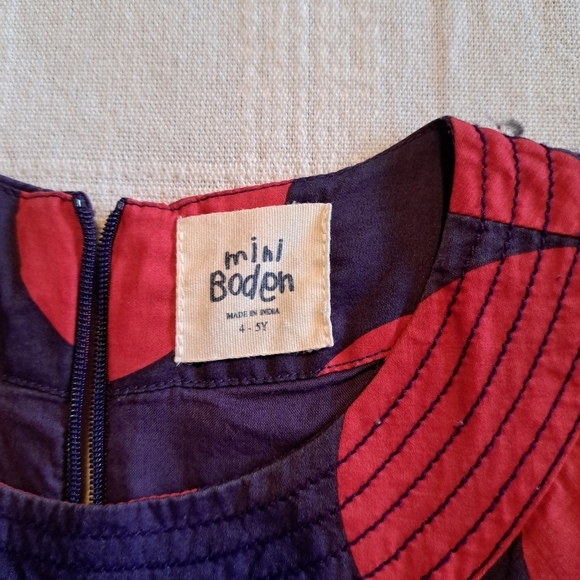 mini
Boden
MADE IN INDIA
4 - 5Y